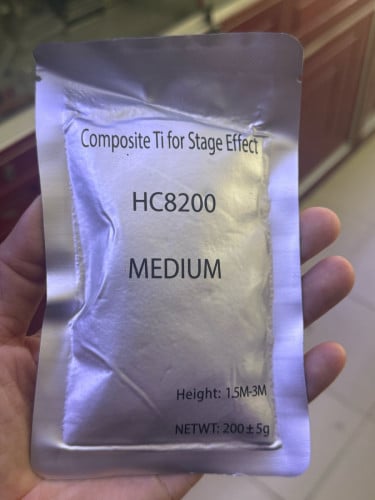 Composite Ti for Stage Effect
HC8200
MEDIUM
Height: 1.5M-3M
NETWT: 200±5g